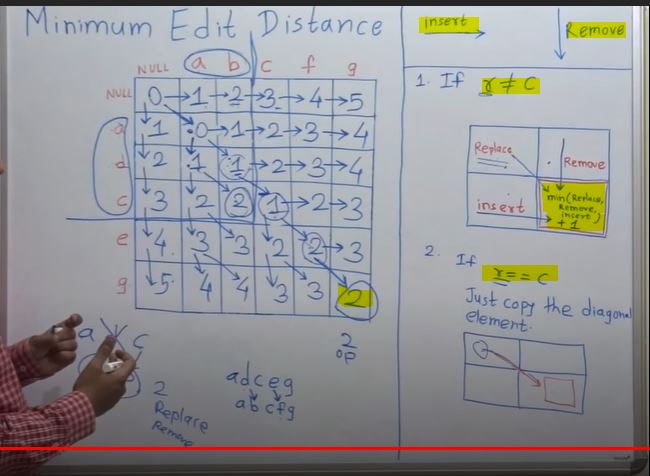 Minimum Edit Distance
NULL a b c f g
NULL 0 → 1 → 2 → 3 → 4 → 5
a 1 0 → 1 → 2 → 3 → 4
d 2 1 1 → 2 → 3 → 4
c 3 2 2 1 → 2 → 3
e 4 3 3 2 2 → 3
g 5 4 4 3 3 2
2
op
a c
2
Replace
Remove
adceg
abcfg
insert
Remove
1. If r ≠ c
Replace
Remove
insert
min(Replace,
Remove,
insert)
+1
2. If
r == c
Just copy the diagonal
element.